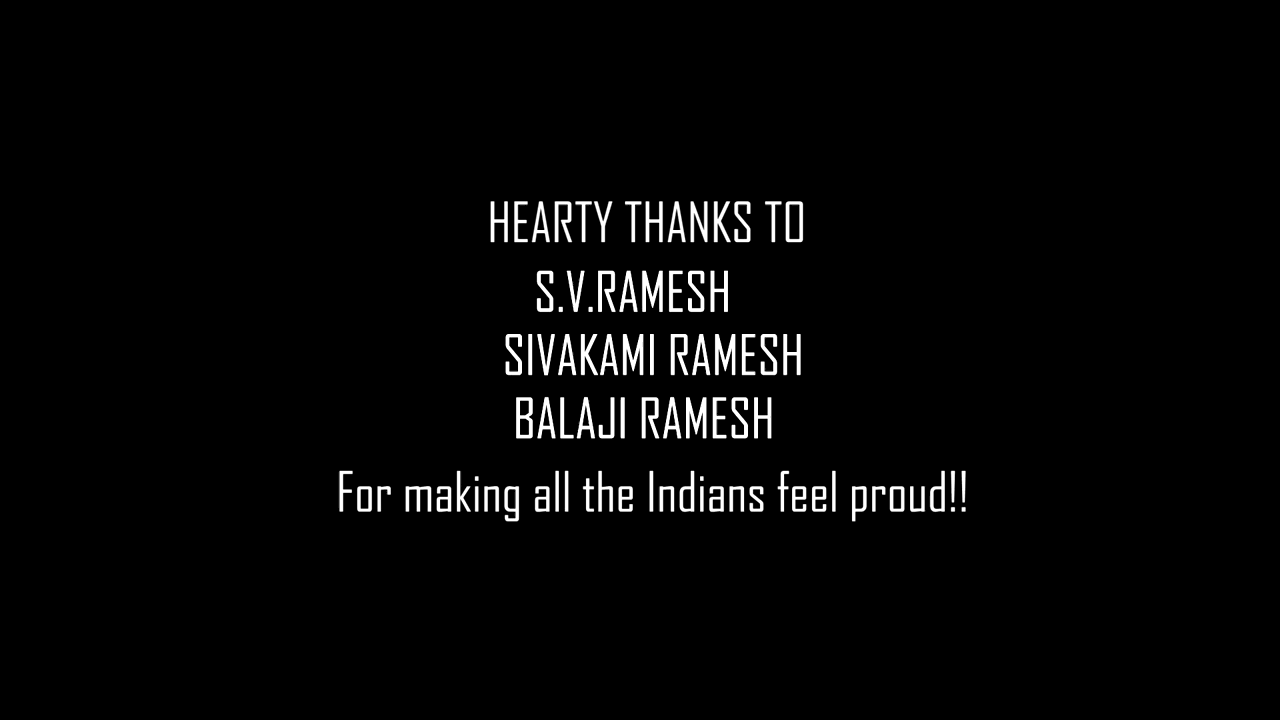 HEARTY THANKS TO
S.V.RAMESH
SIVAKAMI RAMESH
BALAJI RAMESH
For making all the Indians feel proud!!